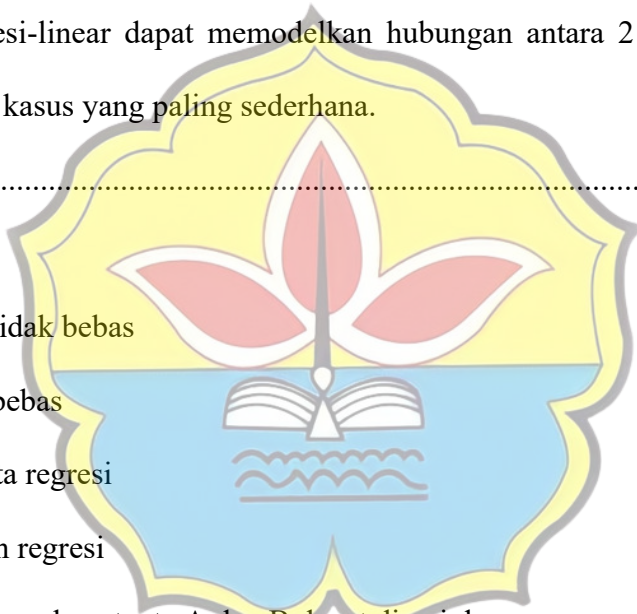 esi-linear dapat memodelkan hubungan antara 2
kasus yang paling sederhana.
................................................................................
idak bebas
bebas
ta regresi
n regresi